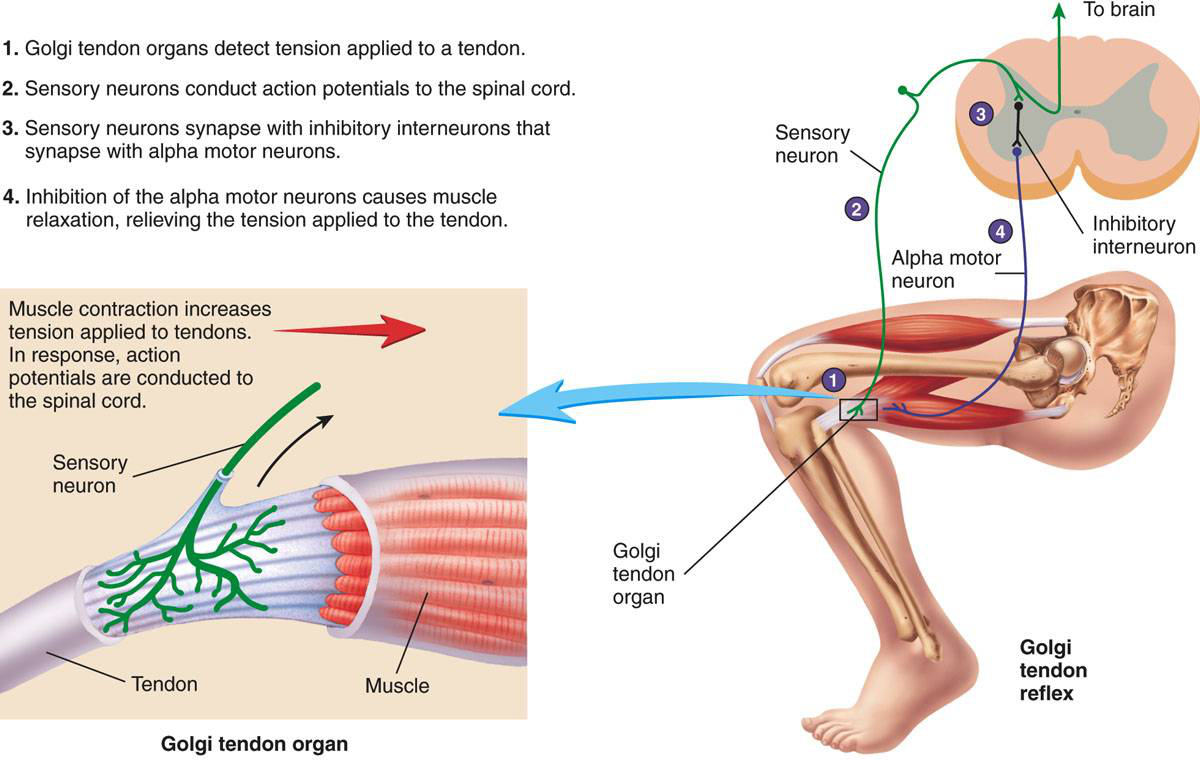 To brain
1. Golgi tendon organs detect tension applied to a tendon.
2. Sensory neurons conduct action potentials to the spinal cord.
3. Sensory neurons synapse with inhibitory interneurons that
synapse with alpha motor neurons.
4. Inhibition of the alpha motor neurons causes muscle
relaxation, relieving the tension applied to the tendon.
Muscle contraction increases
tension applied to tendons.
In response, action
potentials are conducted to
the spinal cord.
Sensory
neuron
Tendon
Muscle
Golgi tendon organ
3
Sensory
neuron
2
4
Inhibitory
interneuron
Alpha motor
neuron
1
Golgi
tendon
organ
Golgi
tendon
reflex